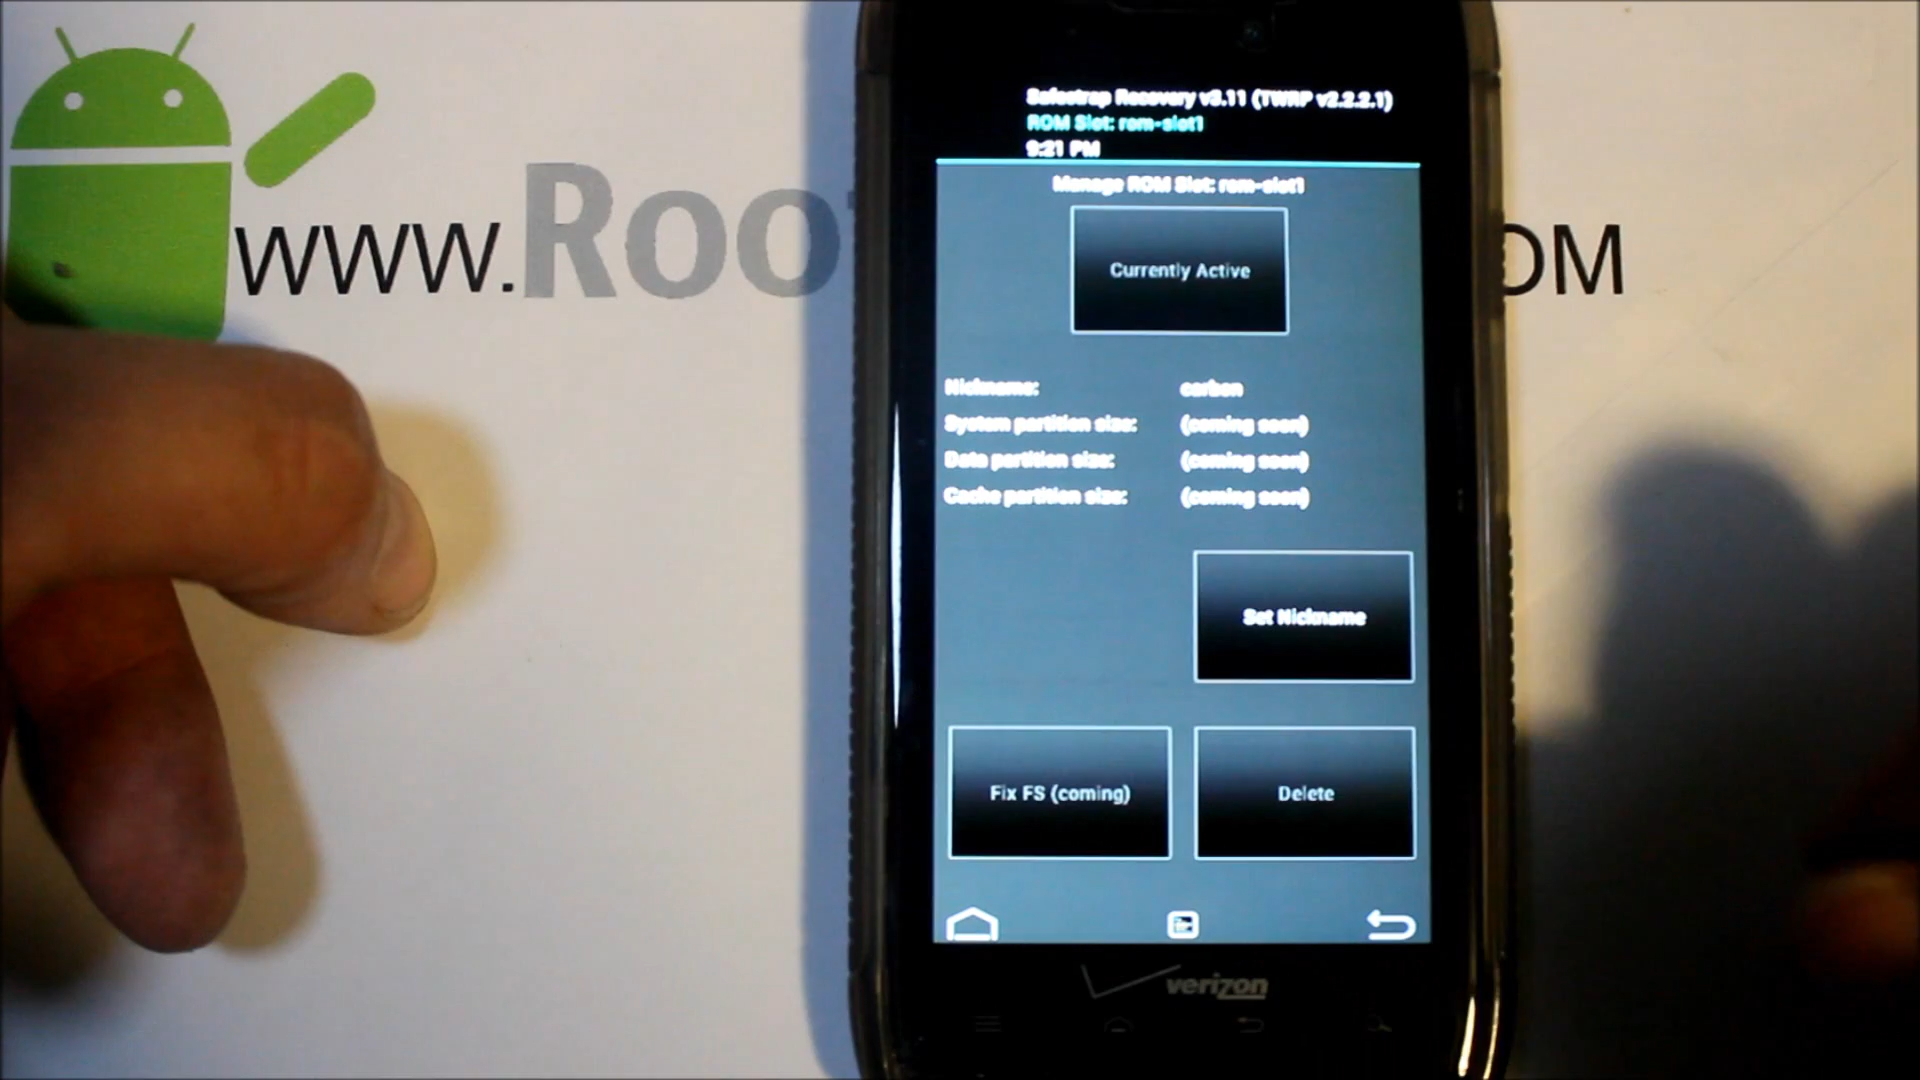 www.Roo
OM
Safestrap Recovery v3.11 (TWRP v2.2.2.1)
ROM Slot: rom-slot1
9:21 PM
Manage ROM Slot: rom-slot1
Currently Active
Nickname: carbon
System partition size: (coming soon)
Data partition size: (coming soon)
Cache partition size: (coming soon)
Set Nickname
Fix FS (coming) Delete
verizon